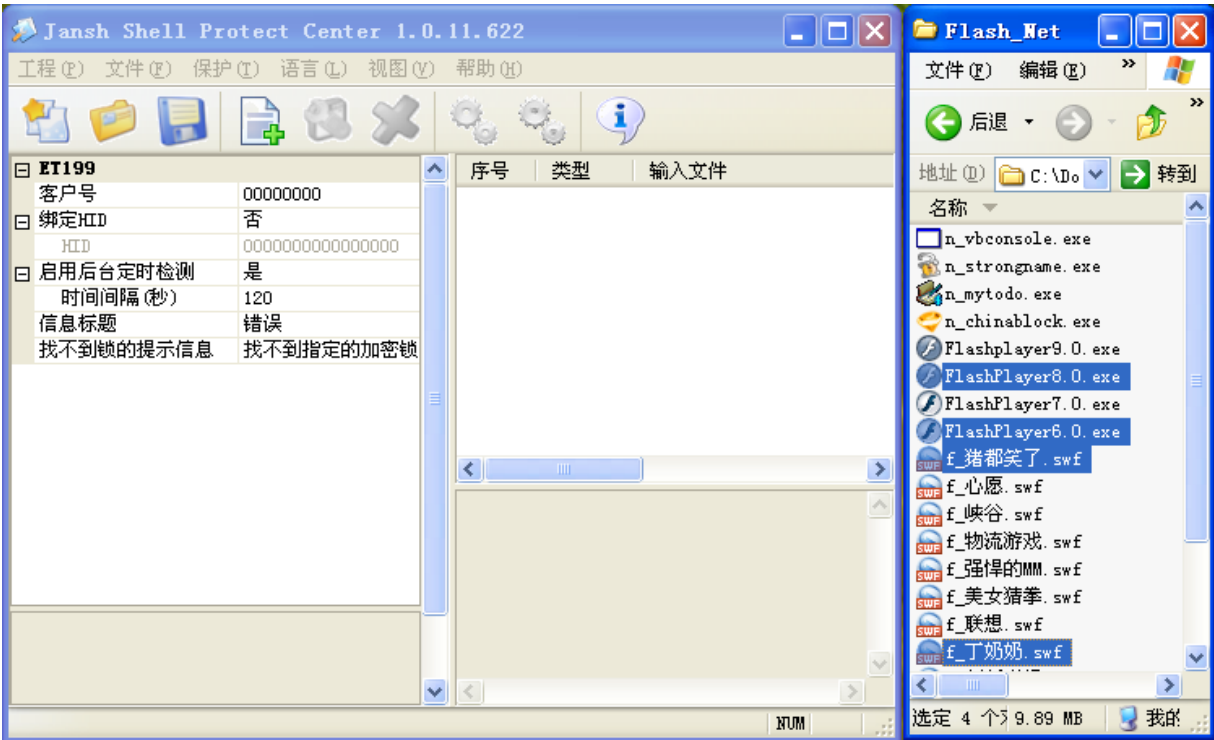 Jansh Shell Protect Center 1.0.11.622
工程(P) 文件(F) 保护(T) 语言(L) 视图(V) 帮助(H)
ET199
客户号 00000000
绑定HID 否
HID 0000000000000000
启用后台定时检测 是
时间间隔(秒) 120
信息标题 错误
找不到锁的提示信息 找不到指定的加密锁
序号 类型 输入文件
NUM
Flash_Net
文件(F) 编辑(E) »
后退 »
地址(D) C:\Do 转到
名称
n_vbconsole.exe
n_strongname.exe
n_mytodo.exe
n_chinablock.exe
Flashplayer9.0.exe
FlashPlayer8.0.exe
FlashPlayer7.0.exe
FlashPlayer6.0.exe
f_猪都笑了.swf
f_心愿.swf
f_峡谷.swf
f_物流游戏.swf
f_强悍的MM.swf
f_美女猜拳.swf
f_联想.swf
f_丁奶奶.swf
选定 4 个 9.89 MB 我的